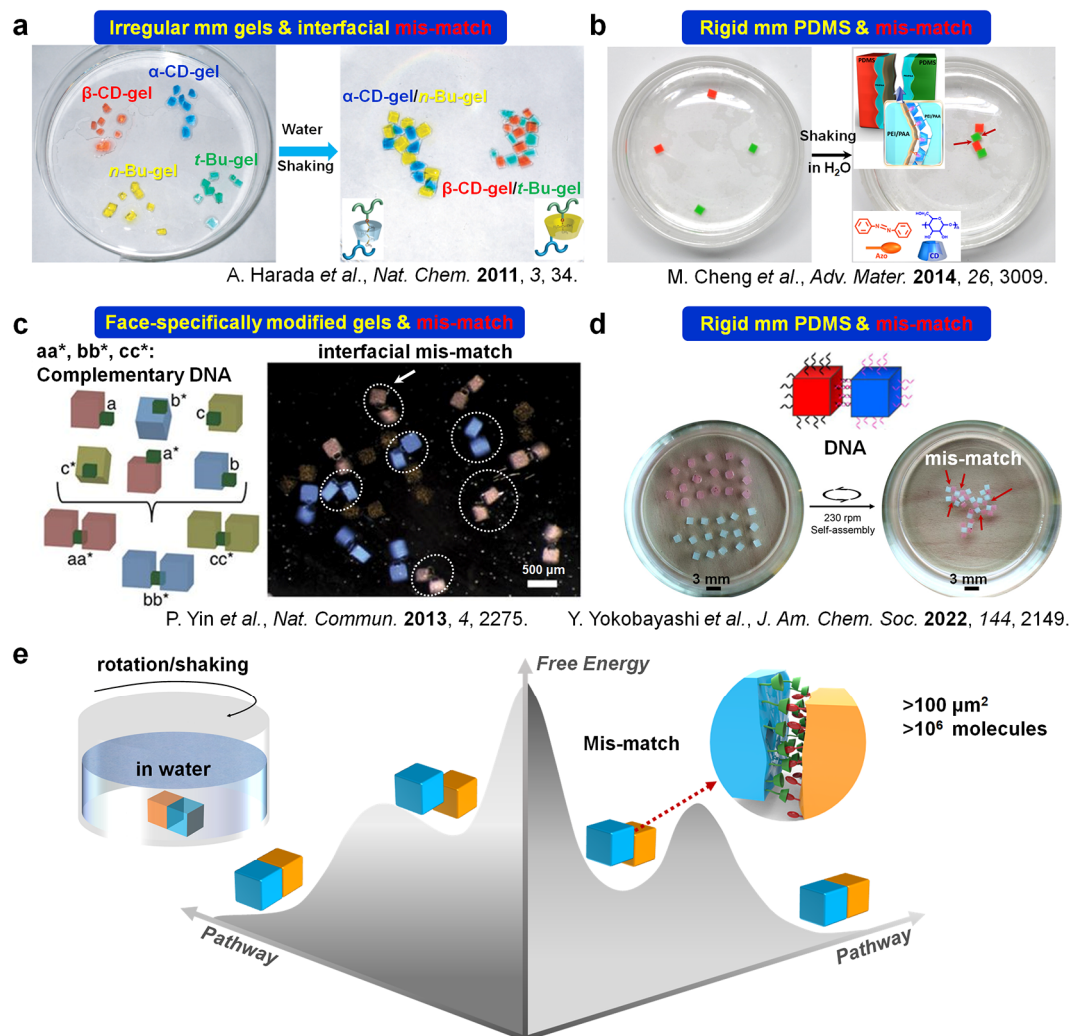 a
Irregular mm gels & interfacial mis-match
β-CD-gel
α-CD-gel
n-Bu-gel
t-Bu-gel
Water
Shaking
α-CD-gel/n-Bu-gel
β-CD-gel/t-Bu-gel
A. Harada et al., Nat. Chem. 2011, 3, 34.
b
Rigid mm PDMS & mis-match
Shaking
in H₂O
PDMS
PDMS
PEI/PAA
PEI/PAA
Azo
CD
M. Cheng et al., Adv. Mater. 2014, 26, 3009.
c
Face-specifically modified gels & mis-match
aa*, bb*, cc*:
Complementary DNA
a
b*
c
c*
a*
b
aa*
bb*
cc*
interfacial mis-match
500 μm
P. Yin et al., Nat. Commun. 2013, 4, 2275.
d
Rigid mm PDMS & mis-match
DNA
230 rpm
Self-assembly
mis-match
3 mm
3 mm
Y. Yokobayashi et al., J. Am. Chem. Soc. 2022, 144, 2149.
e
rotation/shaking
in water
Free Energy
Mis-match
>100 μm²
>10⁶ molecules
Pathway
Pathway